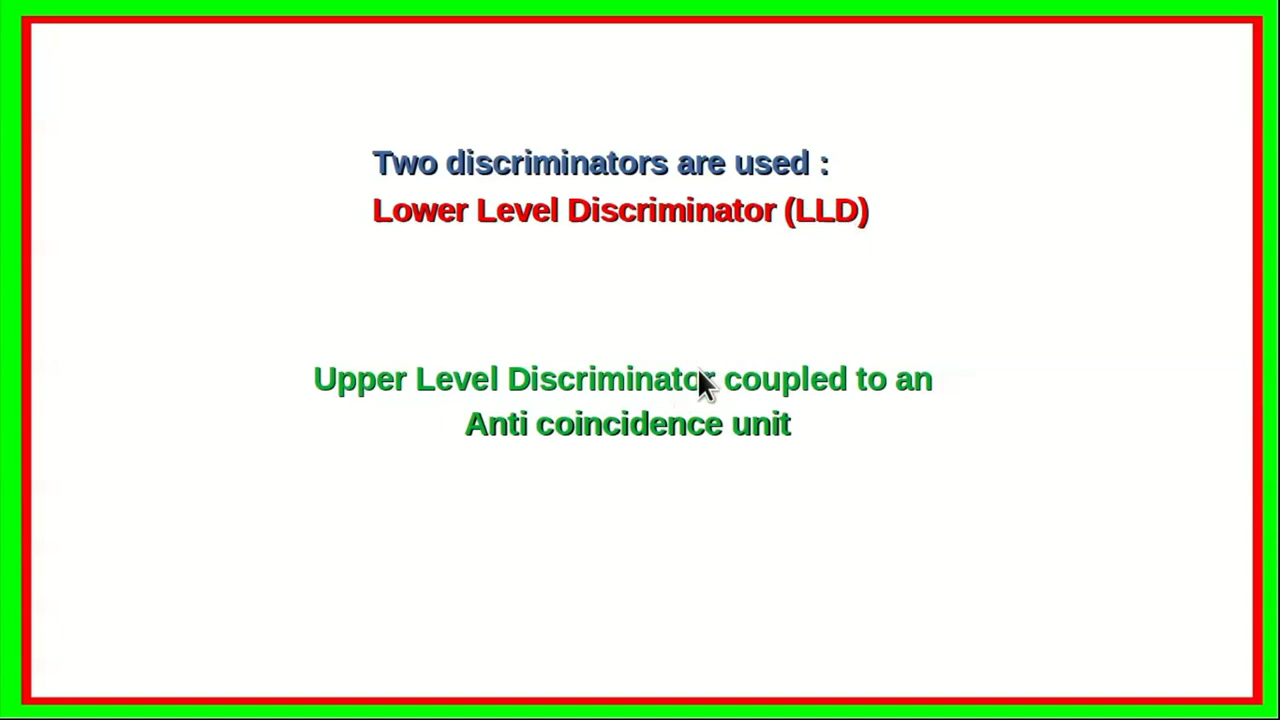 Two discriminators are used :
Lower Level Discriminator (LLD)
Upper Level Discriminator coupled to an
Anti coincidence unit